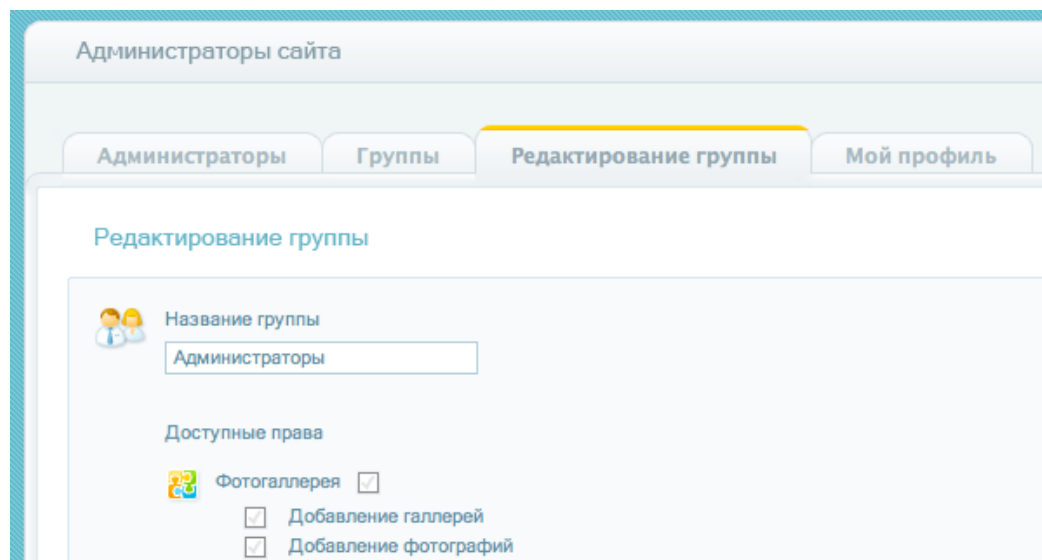 Администраторы сайта
Администраторы Группы Редактирование группы Мой профиль
Редактирование группы
Название группы
Администраторы
Доступные права
Фотогаллерея
Добавление галлерей
Добавление фотографий